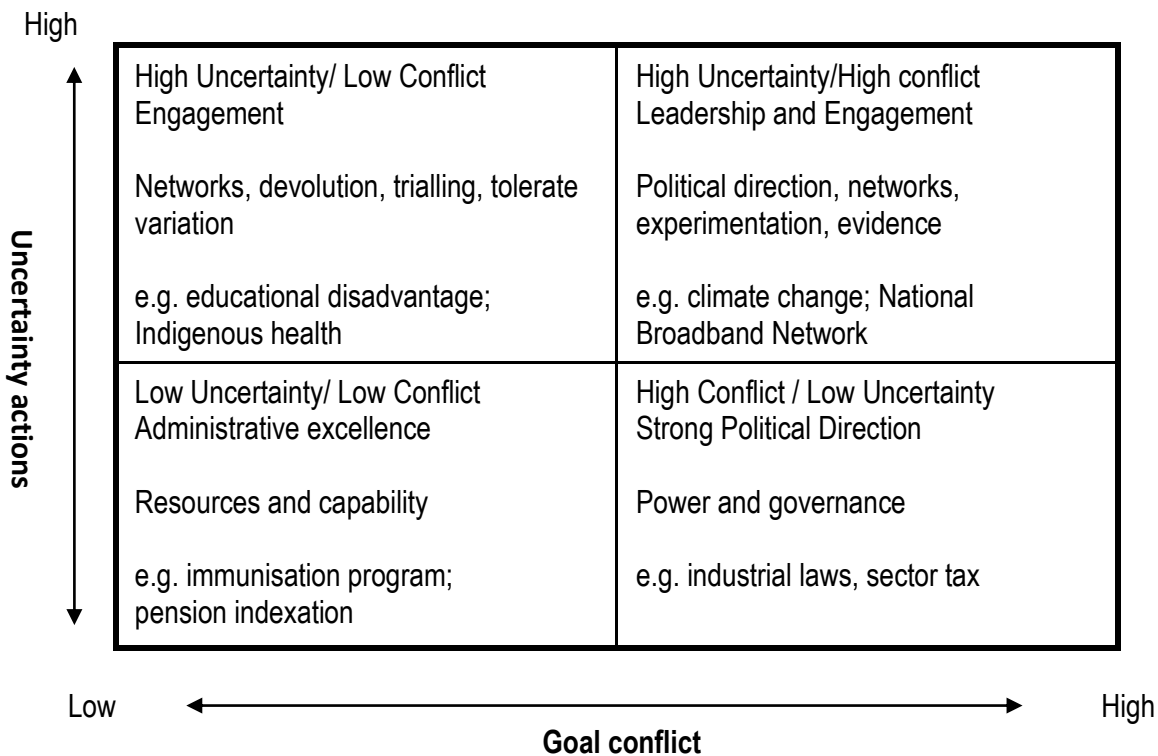 High
High Uncertainty/ Low Conflict
Engagement
Networks, devolution, trialling, tolerate
variation
e.g. educational disadvantage;
Indigenous health
High Uncertainty/High conflict
Leadership and Engagement
Political direction, networks,
experimentation, evidence
e.g. climate change; National
Broadband Network
Uncertainty actions
Low Uncertainty/ Low Conflict
Administrative excellence
Resources and capability
e.g. immunisation program;
pension indexation
High Conflict / Low Uncertainty
Strong Political Direction
Power and governance
e.g. industrial laws, sector tax
Low
High
Goal conflict